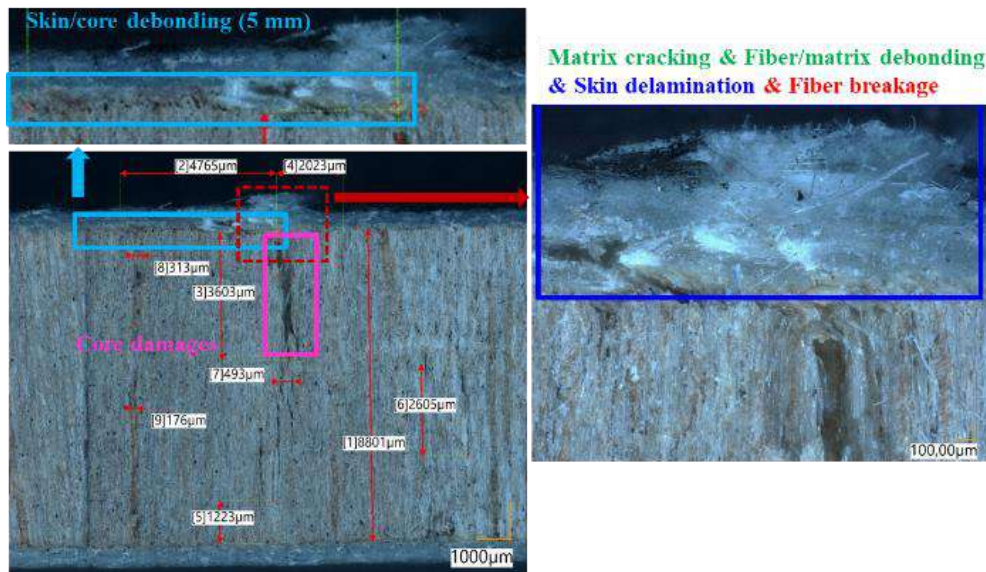 Skin/core debonding (5 mm)
Matrix cracking & Fiber/matrix debonding
& Skin delamination & Fiber breakage
[2]4765µm
[4]2023µm
[8]313µm
[3]3603µm
Core damages
[7]493µm
[6]2605µm
[9]176µm
[1]8801µm
[5]1223µm
1000µm
100,00µm